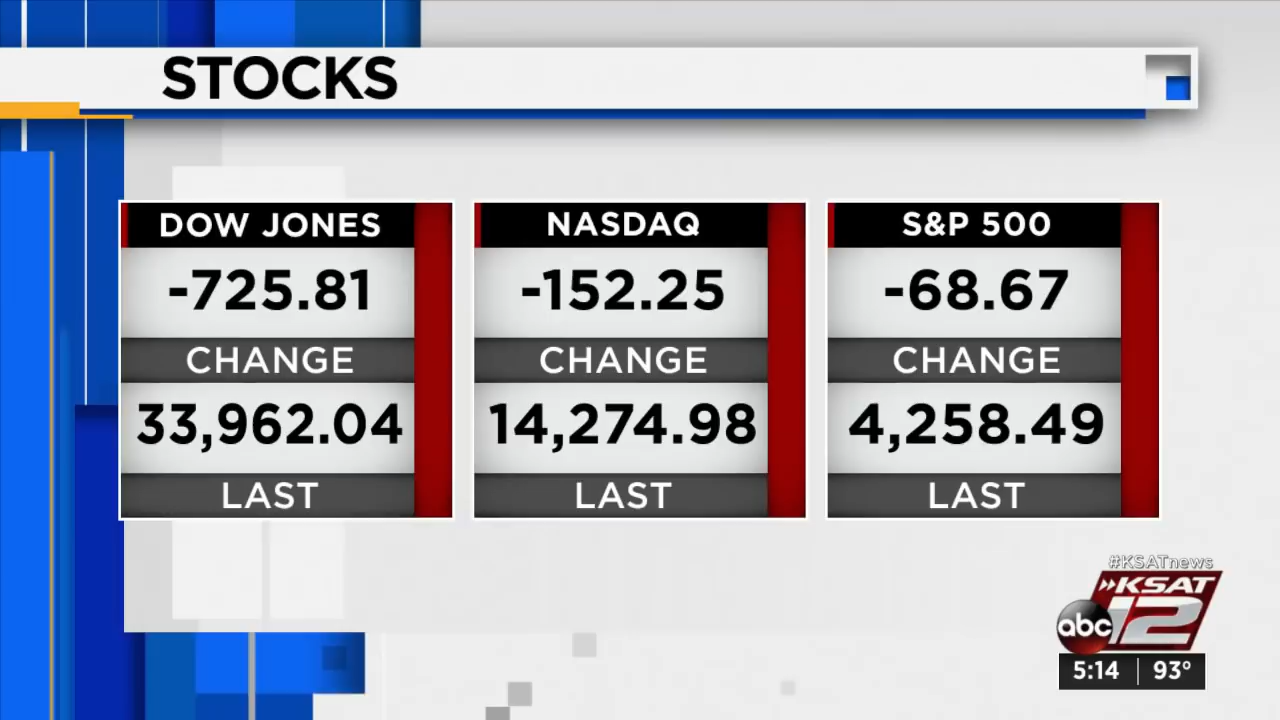 STOCKS
DOW JONES
-725.81
CHANGE
33,962.04
LAST
NASDAQ
-152.25
CHANGE
14,274.98
LAST
S&P 500
-68.67
CHANGE
4,258.49
LAST
#KSATnews
KSAT
abc 12
5:14 93°